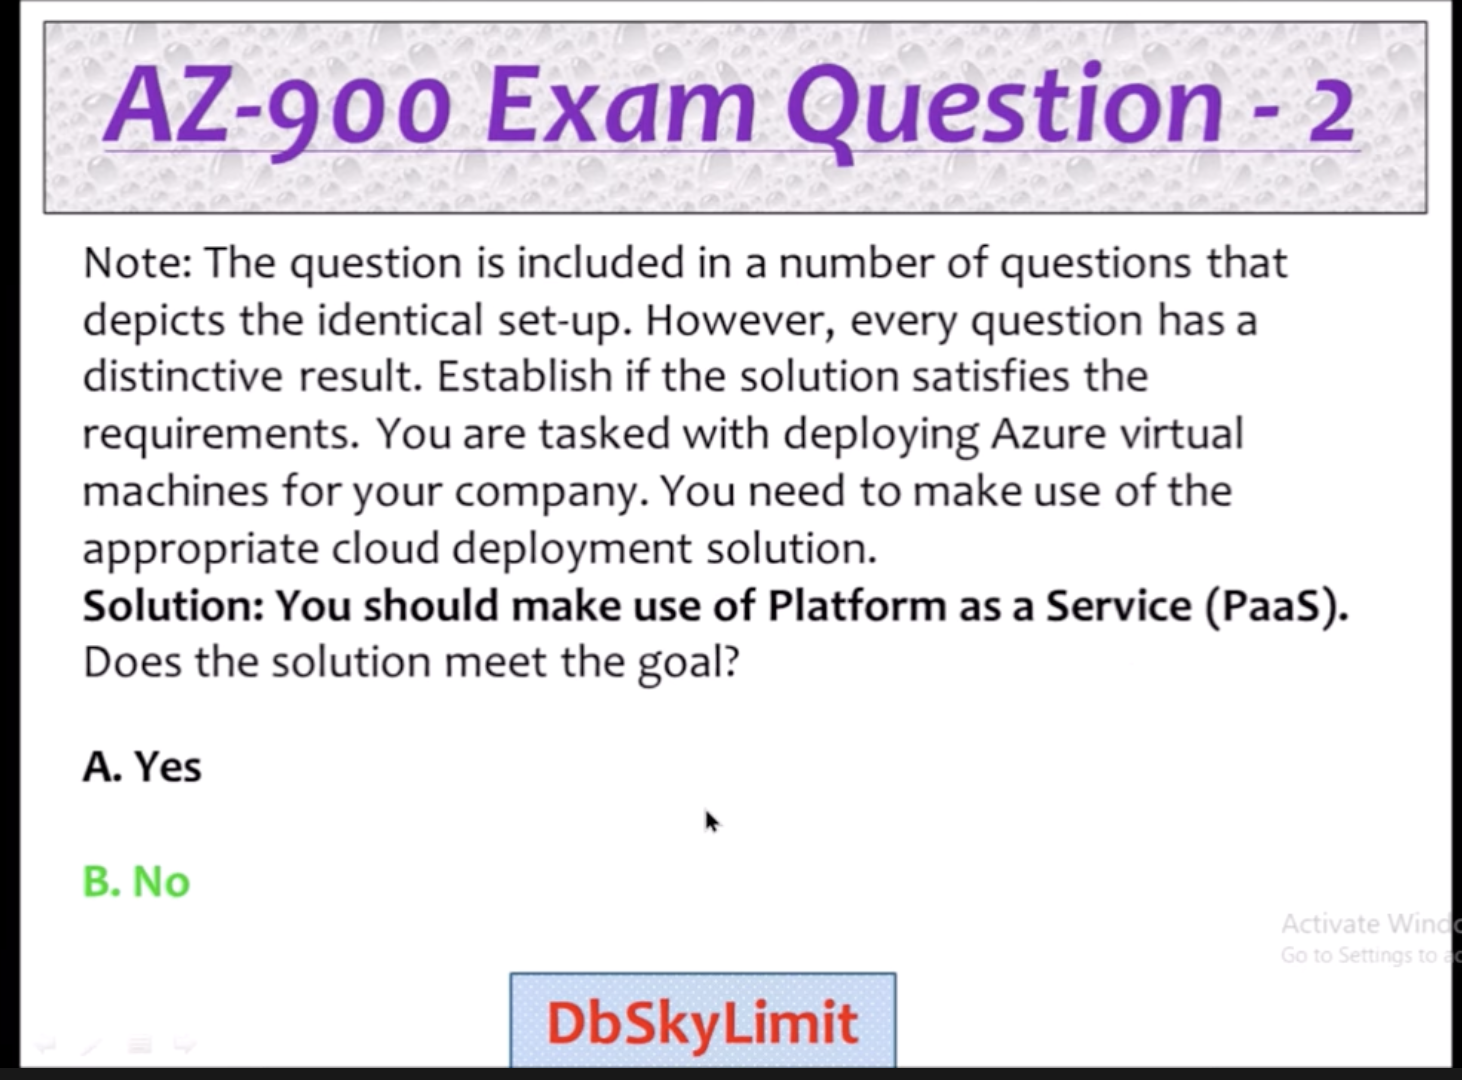 AZ-900 Exam Question - 2
Note: The question is included in a number of questions that
depicts the identical set-up. However, every question has a
distinctive result. Establish if the solution satisfies the
requirements. You are tasked with deploying Azure virtual
machines for your company. You need to make use of the
appropriate cloud deployment solution.
Solution: You should make use of Platform as a Service (PaaS).
Does the solution meet the goal?
A. Yes
B. No
Activate Windo
Go to Settings to a
DbSkyLimit